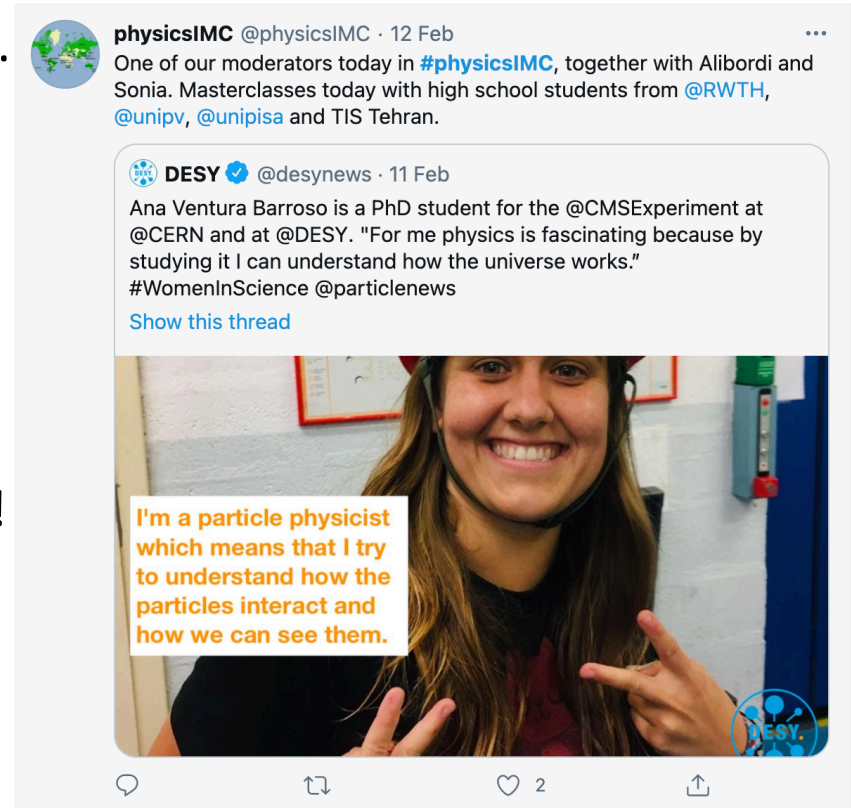 physicsIMC @physicsIMC · 12 Feb
One of our moderators today in #physicsIMC, together with Alibordi and
Sonia. Masterclasses today with high school students from @RWTH,
@unipv, @unipisa and TIS Tehran.
DESY @desynews · 11 Feb
Ana Ventura Barroso is a PhD student for the @CMSExperiment at
@CERN and at @DESY. "For me physics is fascinating because by
studying it I can understand how the universe works.”
#WomenInScience @particlenews
Show this thread
I'm a particle physicist
which means that I try
to understand how the
particles interact and
how we can see them.
DESY.
2